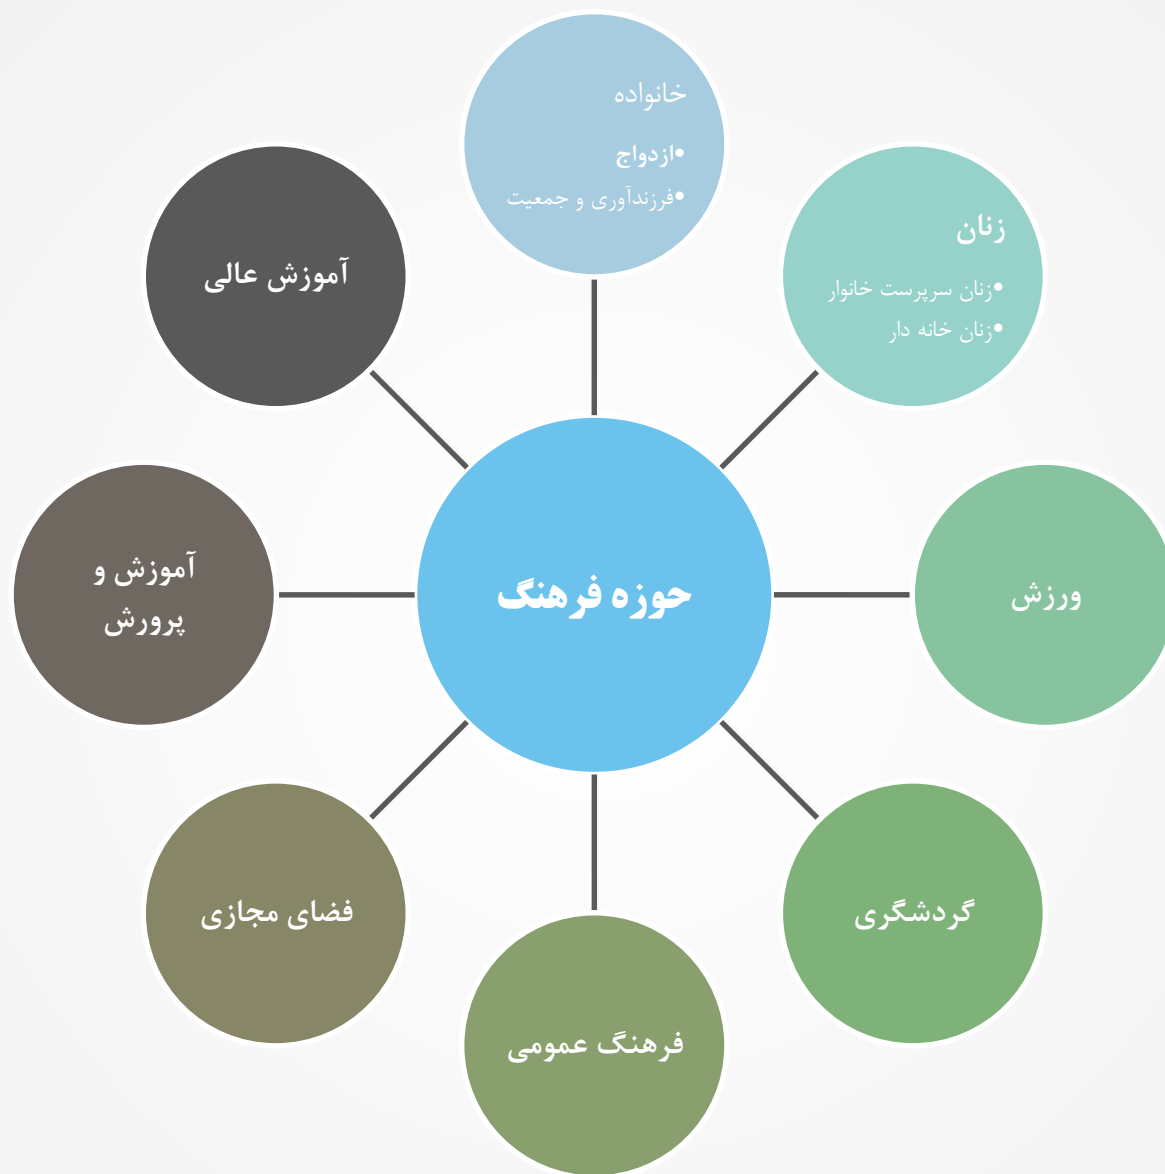 خانواده
•ازدواج
•فرزندآوری و جمعیت
زنان
•زنان سرپرست خانوار
•زنان خانه دار
ورزش
گردشگری
فرهنگ عمومی
فضای مجازی
آموزش و
پرورش
آموزش عالی
حوزه فرهنگ